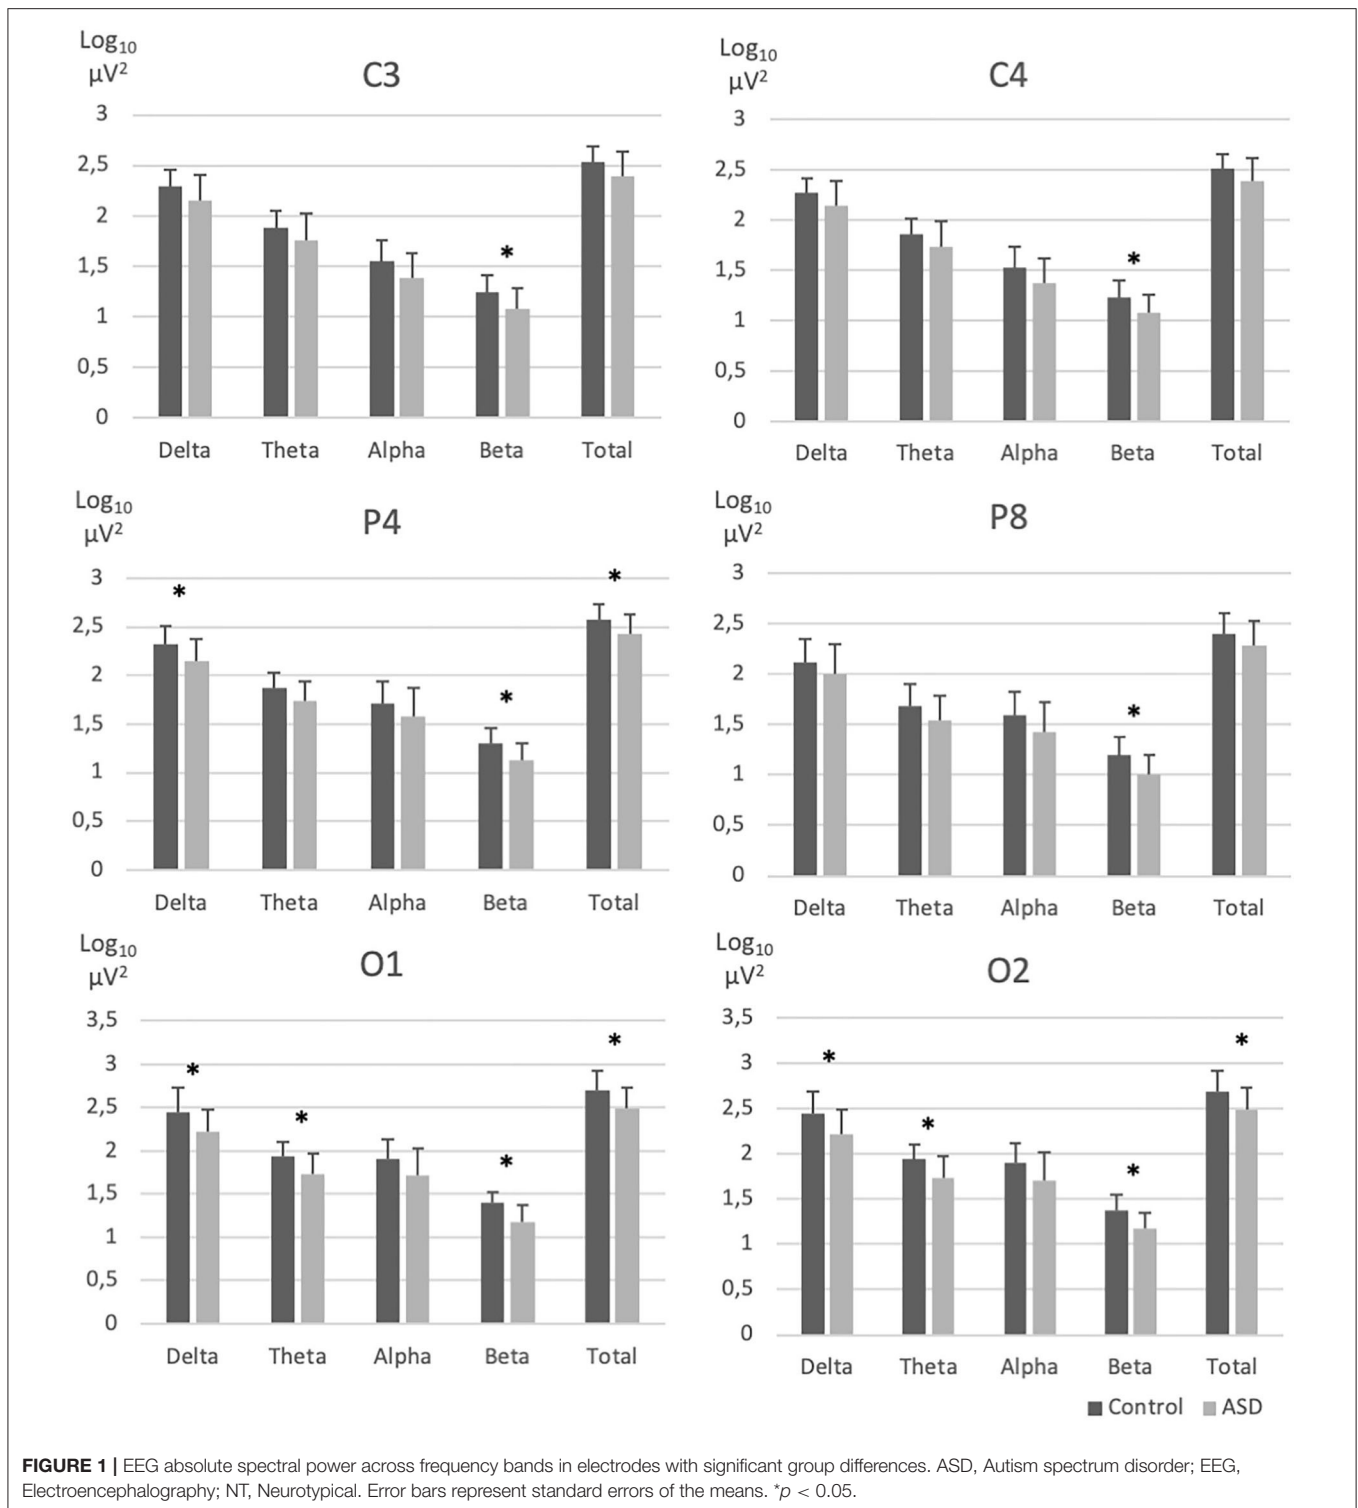 Log10
µV2
C3
3
2,5
2
1,5
1
0,5
0
*
Delta Theta Alpha Beta Total
Log10
µV2
C4
3
2,5
2
1,5
1
0,5
0
*
Delta Theta Alpha Beta Total
Log10
µV2
P4
3
2,5
2
1,5
1
0,5
0
* * *
Delta Theta Alpha Beta Total
Log10
µV2
P8
3
2,5
2
1,5
1
0,5
0
*
Delta Theta Alpha Beta Total
Log10
µV2
O1
3,5
3
2,5
2
1,5
1
0,5
0
* * * *
Delta Theta Alpha Beta Total
Log10
µV2
O2
3,5
3
2,5
2
1,5
1
0,5
0
* * * *
Delta Theta Alpha Beta Total
Control ASD
FIGURE 1 | EEG absolute spectral power across frequency bands in electrodes with significant group differences. ASD, Autism spectrum disorder; EEG,
Electroencephalography; NT, Neurotypical. Error bars represent standard errors of the means. *p < 0.05.